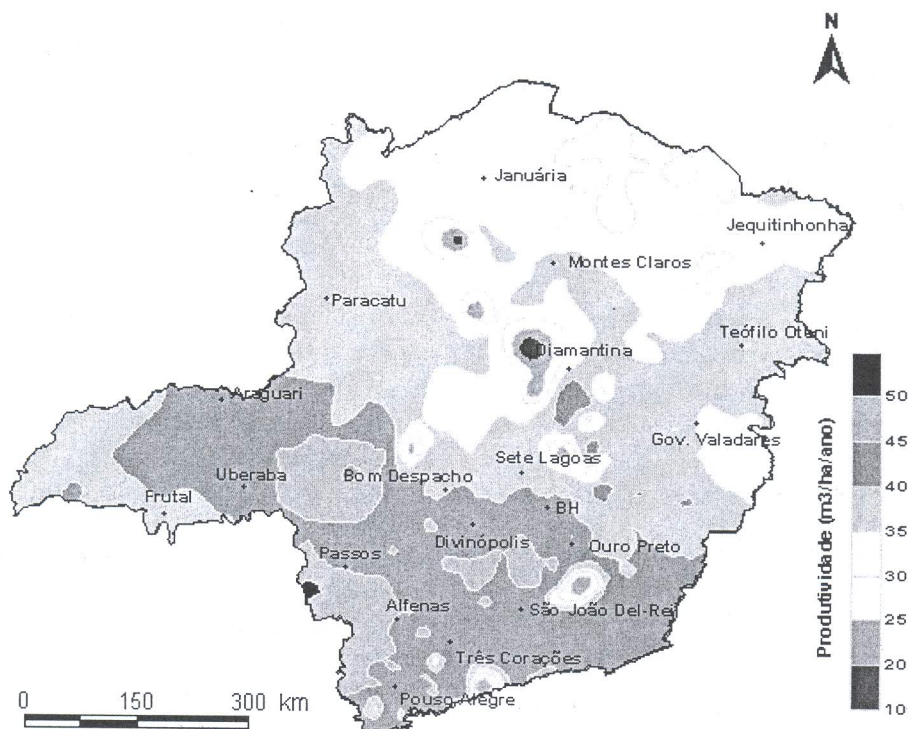 N
Januária
Jequitinhonha
Montes Claros
Paracatu
Teófilo Otoni
Diamantina
Araguari
Gov. Valadares
Sete Lagoas
Uberaba
Bom Despacho
Frutal
BH
Divinópolis
Ouro Preto
Passos
Alfenas
São João Del-Rei
Três Corações
Pouso Alegre
0 150 300 km
Produtividade (m3/ha/ano)
50
45
40
35
30
25
20
10